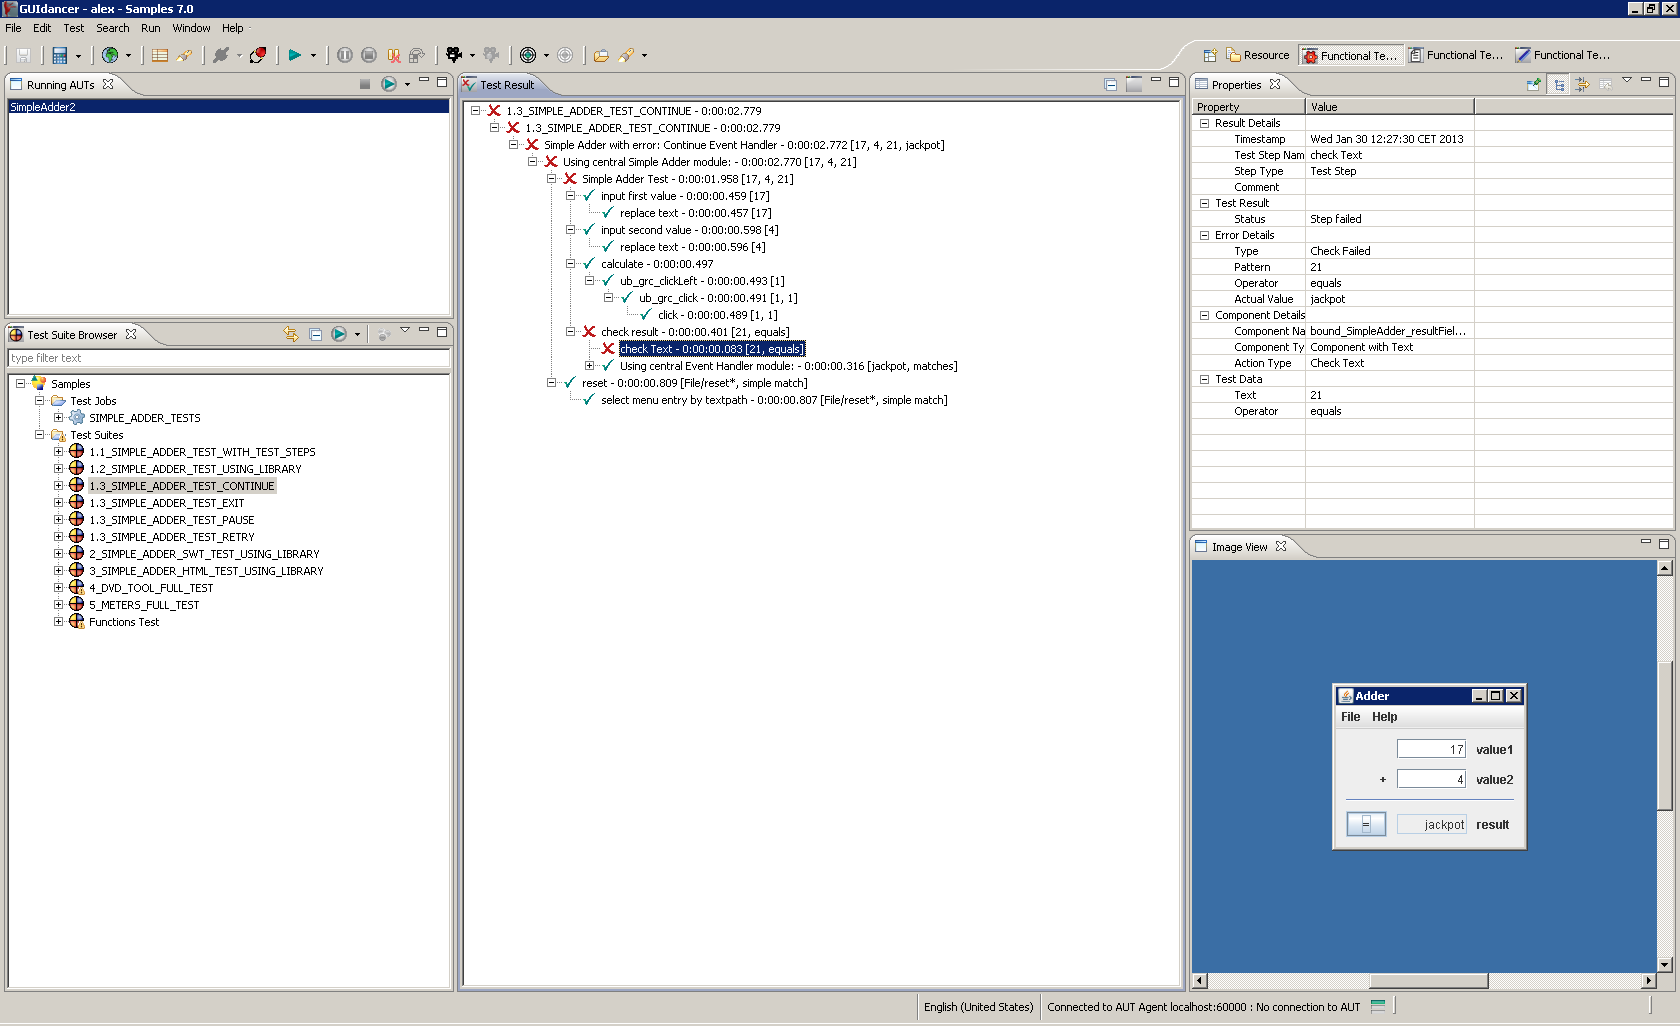 GUIdancer - alex - Samples 7.0
File Edit Test Search Run Window Help
Resource
Functional Te...
Functional Te...
Functional Te...
Running AUTs
SimpleAdder2
Test Suite Browser
type filter text
Samples
Test Jobs
SIMPLE_ADDER_TESTS
Test Suites
1.1_SIMPLE_ADDER_TEST_WITH_TEST_STEPS
1.2_SIMPLE_ADDER_TEST_USING_LIBRARY
1.3_SIMPLE_ADDER_TEST_CONTINUE
1.3_SIMPLE_ADDER_TEST_EXIT
1.3_SIMPLE_ADDER_TEST_PAUSE
1.3_SIMPLE_ADDER_TEST_RETRY
2_SIMPLE_ADDER_SWT_TEST_USING_LIBRARY
3_SIMPLE_ADDER_HTML_TEST_USING_LIBRARY
4_DVD_TOOL_FULL_TEST
5_METERS_FULL_TEST
Functions Test
Test Result
1.3_SIMPLE_ADDER_TEST_CONTINUE - 0:00:02.779
1.3_SIMPLE_ADDER_TEST_CONTINUE - 0:00:02.779
Simple Adder with error: Continue Event Handler - 0:00:02.772 [17, 4, 21, jackpot]
Using central Simple Adder module: - 0:00:02.770 [17, 4, 21]
Simple Adder Test - 0:00:01.958 [17, 4, 21]
input first value - 0:00:00.459 [17]
replace text - 0:00:00.457 [17]
input second value - 0:00:00.598 [4]
replace text - 0:00:00.596 [4]
calculate - 0:00:00.497
ub_grc_clickLeft - 0:00:00.493 [1]
ub_grc_click - 0:00:00.491 [1, 1]
click - 0:00:00.489 [1, 1]
check result - 0:00:00.401 [21, equals]
check Text - 0:00:00.083 [21, equals]
Using central Event Handler module: - 0:00:00.316 [jackpot, matches]
reset - 0:00:00.809 [File/reset*, simple match]
select menu entry by textpath - 0:00:00.807 [File/reset*, simple match]
Properties
Property Value
Result Details
Timestamp Wed Jan 30 12:27:30 CET 2013
Test Step Nam check Text
Step Type Test Step
Comment
Test Result
Status Step failed
Error Details
Type Check Failed
Pattern 21
Operator equals
Actual Value jackpot
Component Details
Component Na bound_SimpleAdder_resultFiel...
Component Ty Component with Text
Action Type Check Text
Test Data
Text 21
Operator equals
Image View
Adder
File Help
17 value1
+ 4 value2
= jackpot result
English (United States)
Connected to AUT Agent localhost:60000 : No connection to AUT